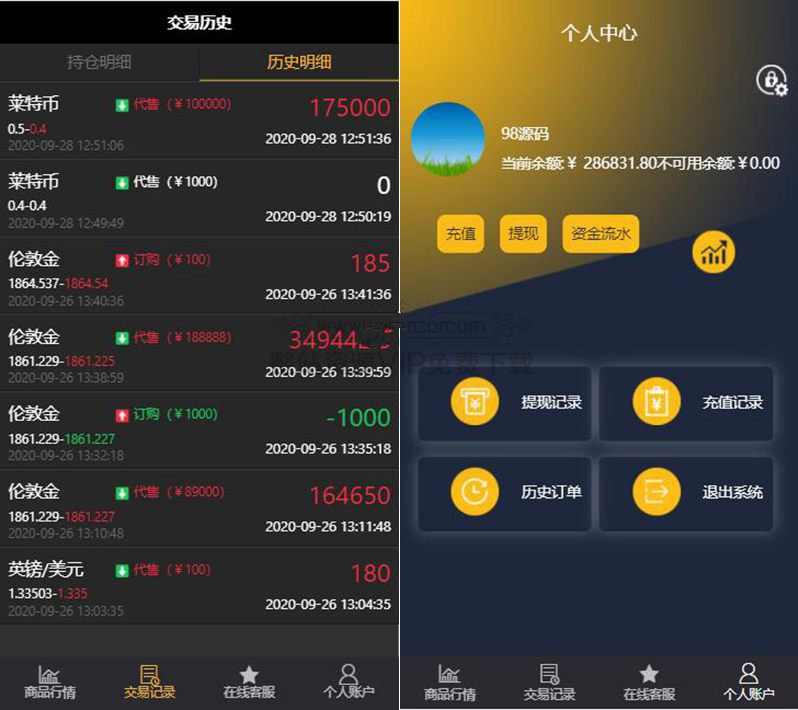 交易历史
持仓明细 历史明细
莱特币 代售（￥100000） 175000
0.5-0.4
2020-09-28 12:51:06 2020-09-28 12:51:36
莱特币 代售（￥1000） 0
0.4-0.4
2020-09-28 12:49:49 2020-09-28 12:50:19
伦敦金 订购（￥100） 185
1864.537-1864.54
2020-09-26 13:40:36 2020-09-26 13:41:36
伦敦金 代售（￥188888）
1861.229-1861.225
2020-09-26 13:38:59 2020-09-26 13:39:59
伦敦金 订购（￥1000） -1000
1861.229-1861.227
2020-09-26 13:32:18 2020-09-26 13:35:18
伦敦金 代售（￥89000） 164650
1861.229-1861.227
2020-09-26 13:10:48 2020-09-26 13:11:48
英镑/美元 代售（￥100） 180
1.33503-1.335
2020-09-26 13:03:35 2020-09-26 13:04:35
商品行情 交易记录 在线客服 个人账户
个人中心
98源码
当前余额:￥ 286831.80不可用余额:￥0.00
充值 提现 资金流水
提现记录 充值记录
历史订单 退出系统
商品行情 交易记录 在线客服 个人账户
整站资源VIP免费下载